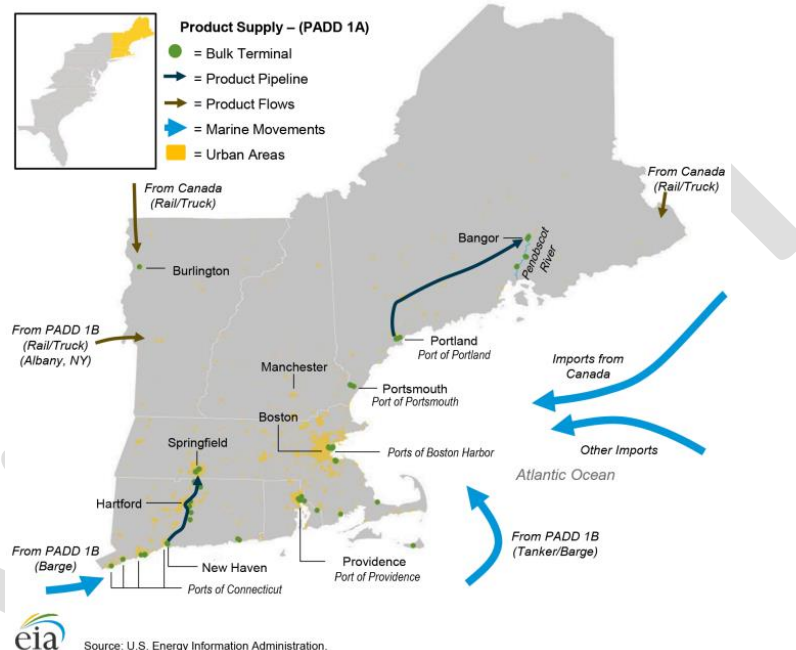 Product Supply – (PADD 1A)
= Bulk Terminal
= Product Pipeline
= Product Flows
= Marine Movements
= Urban Areas
From Canada
(Rail/Truck)
From Canada
(Rail/Truck)
Bangor
Penobscot
River
Burlington
From PADD 1B
(Rail/Truck)
(Albany, NY)
Portland
Port of Portland
Imports from
Canada
Manchester
Portsmouth
Port of Portsmouth
Boston
Other Imports
Springfield
Ports of Boston Harbor
Atlantic Ocean
Hartford
From PADD 1B
(Barge)
From PADD 1B
(Tanker/Barge)
New Haven
Providence
Port of Providence
Ports of Connecticut
eia
Source: U.S. Energy Information Administration.